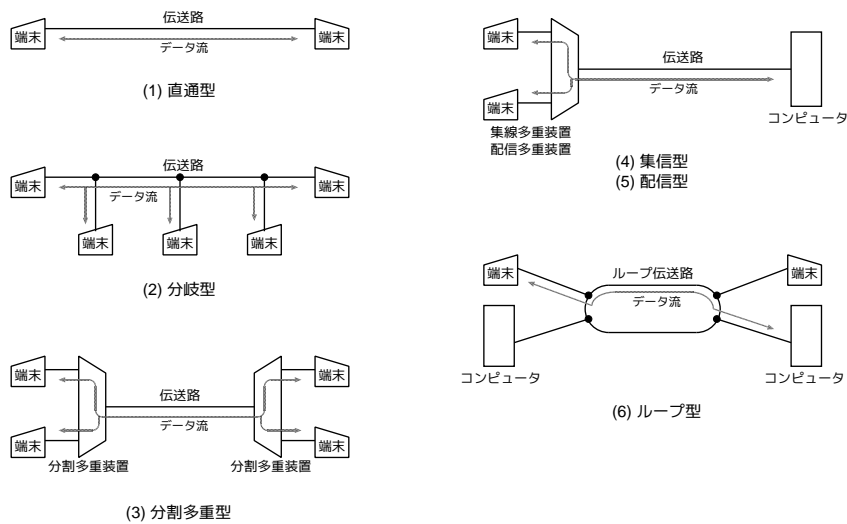 伝送路
端末
端末
データ流
(1) 直通型
伝送路
端末
端末
データ流
端末
端末
端末
(2) 分岐型
端末
端末
伝送路
データ流
端末
端末
分割多重装置
分割多重装置
(3) 分割多重型
端末
伝送路
データ流
端末
コンピュータ
集線多重装置
配信多重装置
(4) 集信型
(5) 配信型
端末
ループ伝送路
端末
データ流
コンピュータ
コンピュータ
(6) ループ型